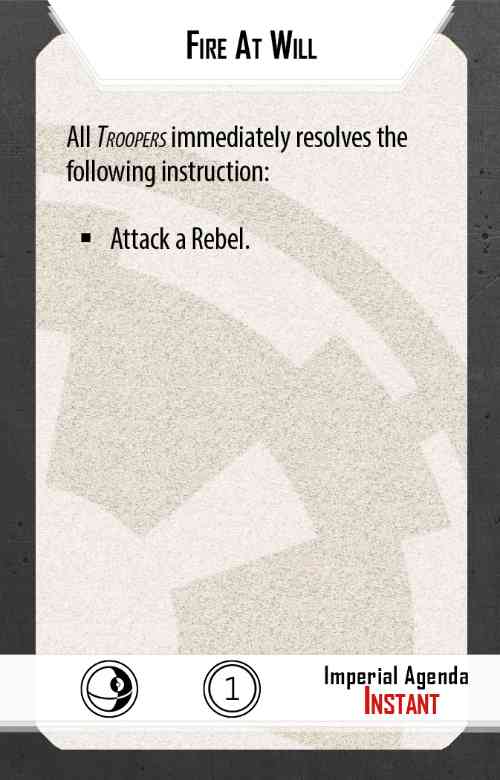 Fire At Will
All Troopers immediately resolves the
following instruction:
▪ Attack a Rebel.
1
Imperial Agenda
Instant